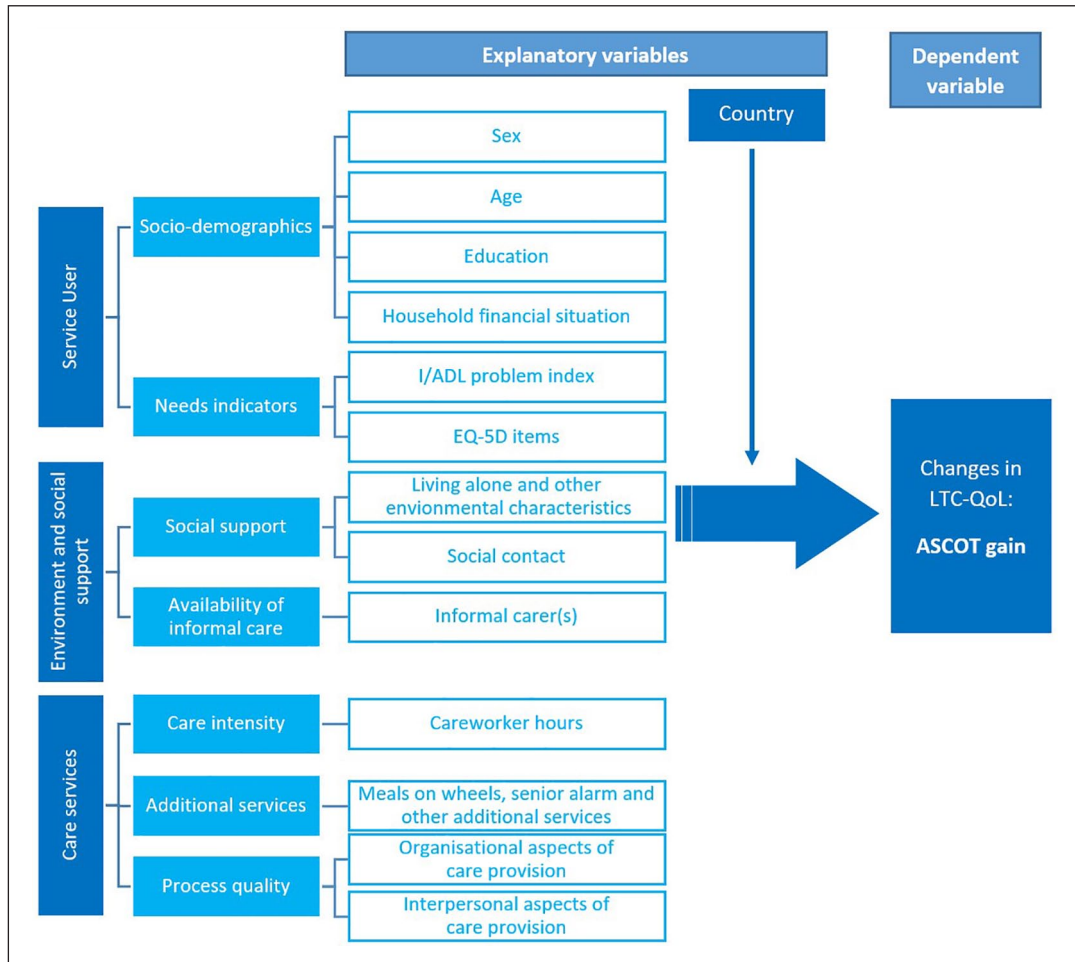 Explanatory variables
Dependent
variable
Country
Service User
Socio-demographics
Sex
Age
Education
Household financial situation
Needs indicators
I/ADL problem index
EQ-5D items
Environment and social
support
Social support
Living alone and other
envionmental characteristics
Social contact
Availability of
informal care
Informal carer(s)
Care services
Care intensity
Careworker hours
Additional services
Meals on wheels, senior alarm and
other additional services
Process quality
Organisational aspects of
care provision
Interpersonal aspects of
care provision
Changes in
LTC-QoL:
ASCOT gain